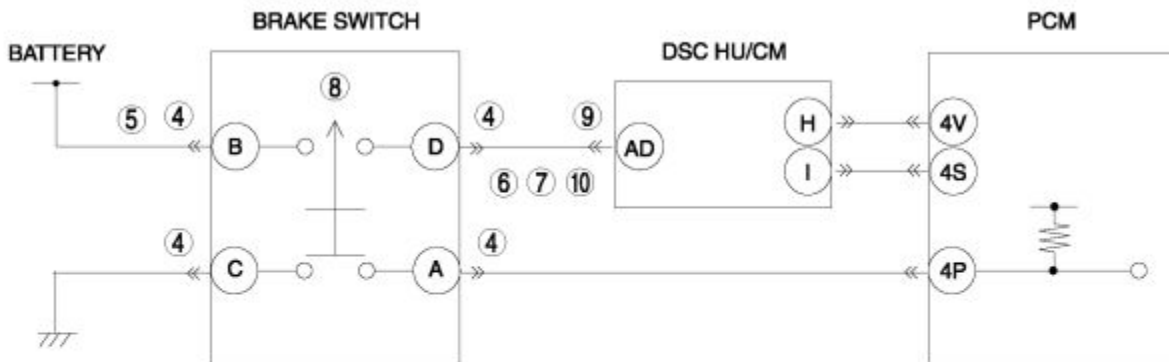 BRAKE SWITCH
PCM
BATTERY
DSC HU/CM
⑧
⑤ ④
④
⑨
H
4V
B
D
AD
⑥ ⑦ ⑩
I
4S
④
④
C
A
4P